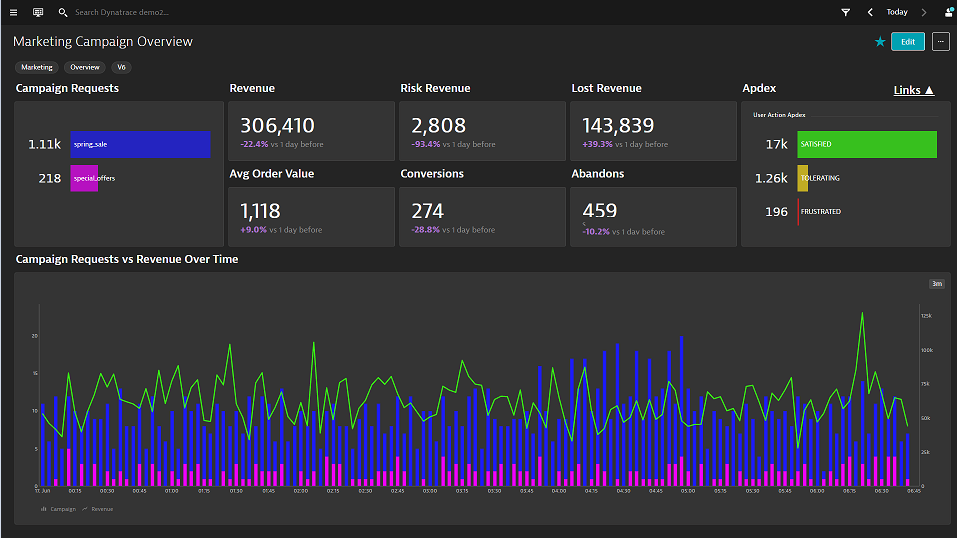 Search Dynatrace demo2...
Today
Marketing Campaign Overview
Edit
Marketing
Overview
V6
Campaign Requests
Revenue
Risk Revenue
Lost Revenue
Apdex
Links ▲
1.11k
spring_sale
218
special_offers
306,410
-22.4% vs 1 day before
2,808
-93.4% vs 1 day before
143,839
+39.3% vs 1 day before
User Action Apdex
17k
SATISFIED
1.26k
TOLERATING
196
FRUSTRATED
Avg Order Value
Conversions
Abandons
1,118
+9.0% vs 1 day before
274
-28.8% vs 1 day before
459
-10.2% vs 1 day before
Campaign Requests vs Revenue Over Time
3m
20
15
10
5
0
125k
100k
75k
50k
25k
0
17. Jun
00:15
00:30
00:45
01:00
01:15
01:30
01:45
02:00
02:15
02:30
02:45
03:00
03:15
03:30
03:45
04:00
04:15
04:30
04:45
05:00
05:15
05:30
05:45
06:00
06:15
06:30
06:45
Campaign
Revenue